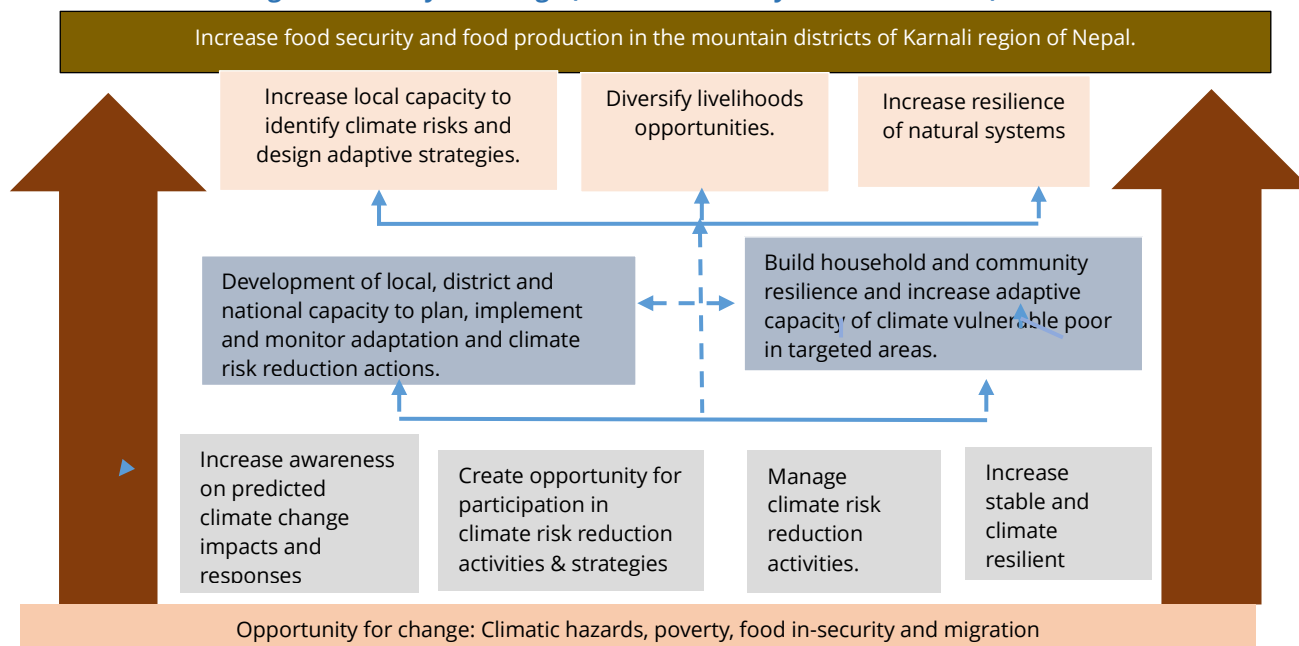 Increase food security and food production in the mountain districts of Karnali region of Nepal.
Increase local capacity to
identify climate risks and
design adaptive strategies.
Diversify livelihoods
opportunities.
Increase resilience
of natural systems
Development of local, district and
national capacity to plan, implement
and monitor adaptation and climate
risk reduction actions.
Build household and community
resilience and increase adaptive
capacity of climate vulnerable poor
in targeted areas.
Increase awareness
on predicted
climate change
impacts and
responses
Create opportunity for
participation in
climate risk reduction
activities & strategies
Manage
climate risk
reduction
activities.
Increase
stable and
climate
resilient
Opportunity for change: Climatic hazards, poverty, food in-security and migration